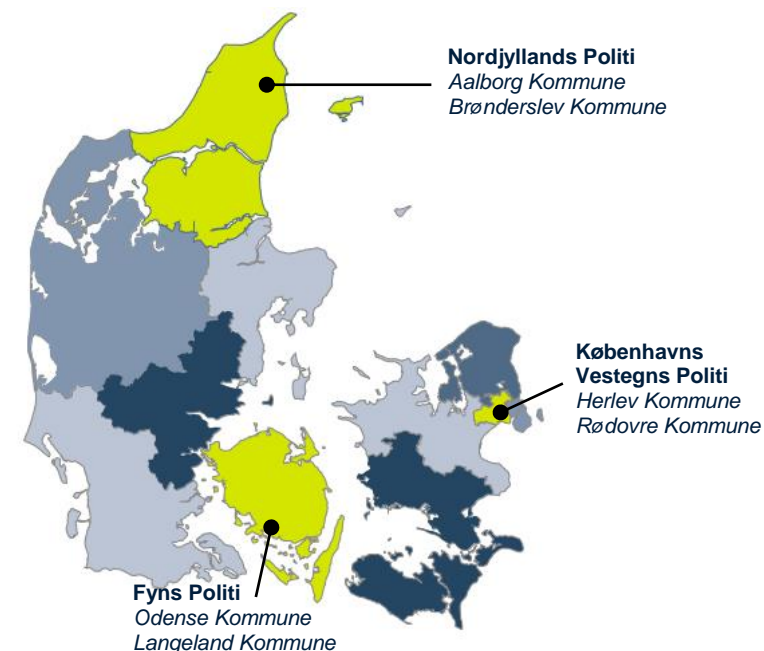 Nordjyllands Politi
Aalborg Kommune
Brønderslev Kommune
Københavns
Vestegns Politi
Herlev Kommune
Rødovre Kommune
Fyns Politi
Odense Kommune
Langeland Kommune